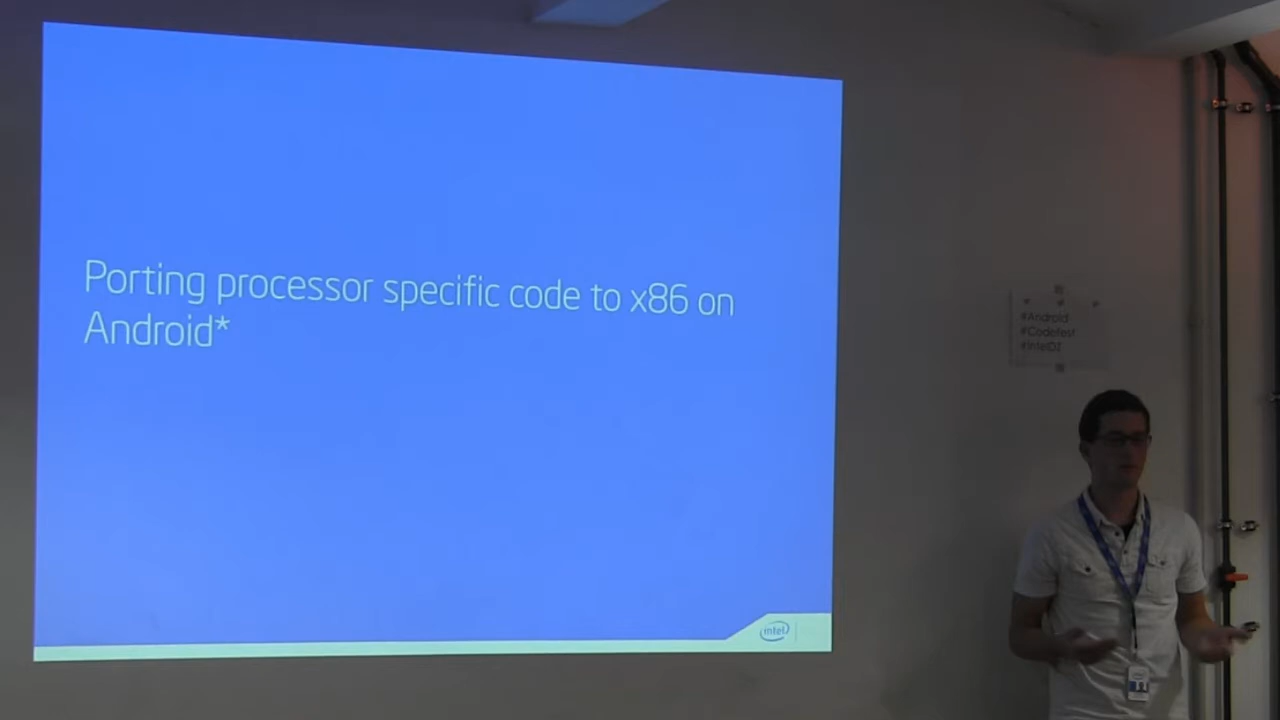 Porting processor specific code to x86 on
Android*
intel
#Android
#Codefest
#IntelDZ